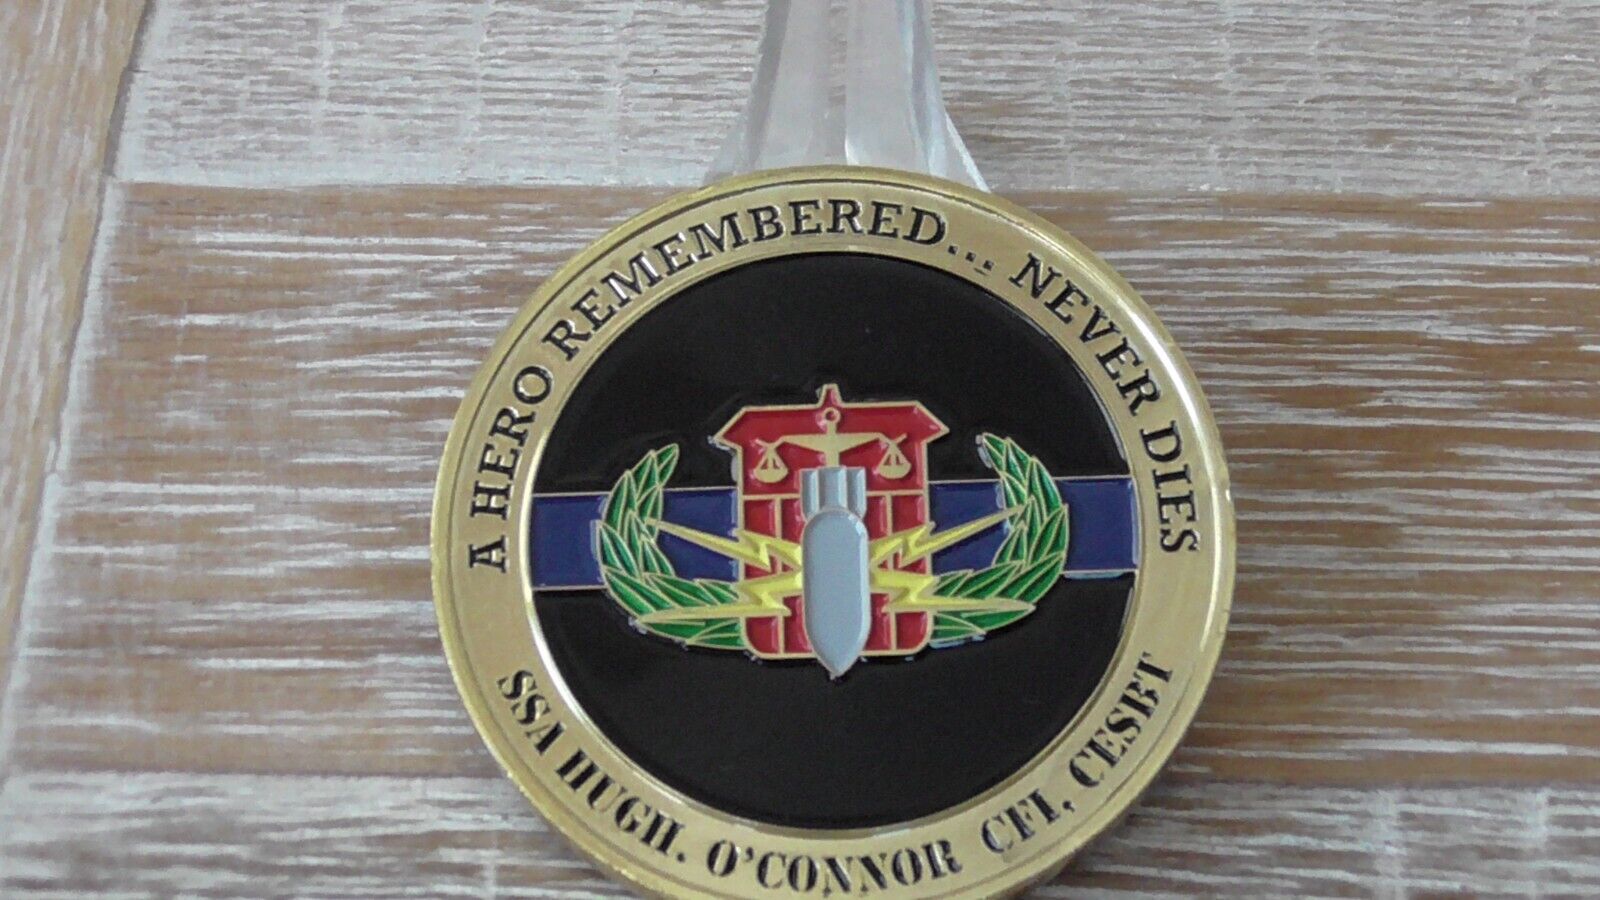 A HERO REMEMBERED... NEVER DIES
SSA HUGH. O'CONNOR CFI, CESBT